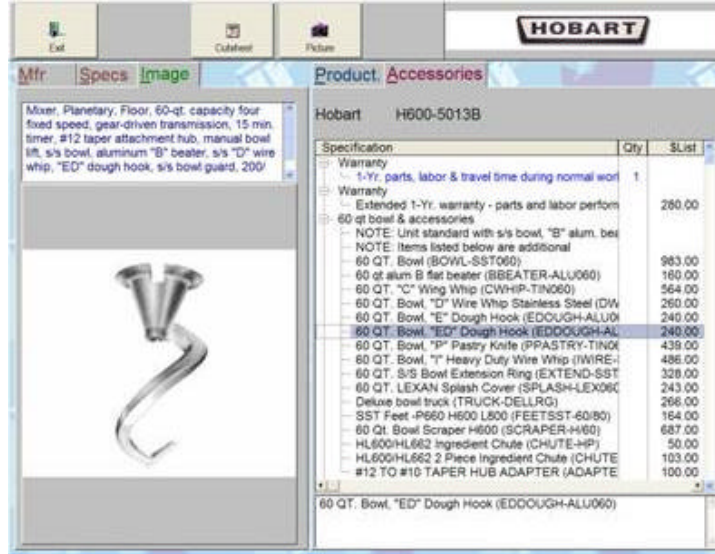 Exit
Cutsheet
Picture
HOBART
Mfr
Specs
Image
Product.
Accessories
Mixer, Planetary, Floor, 60-qt. capacity four
fixed speed, gear-driven transmission, 15 min.
timer, #12 taper attachment hub, manual bowl
lift, s/s bowl, aluminum "B" beater, s/s "D" wire
whip, "ED" dough hook, s/s bowl guard, 200/
Hobart H600-5013B
Specification Qty $List
Warranty
1-Yr. parts, labor & travel time during normal worl 1
Warranty
Extended 1-Yr. warranty - parts and labor perform 280.00
60 qt bowl & accessories
NOTE: Unit standard with s/s bowl, "B" alum. bea
NOTE: Items listed below are additional
60 QT. Bowl (BOWL-SST060) 983.00
60 qt alum B flat beater (BBEATER-ALU060) 160.00
60 QT. "C" Wing Whip (CWHIP-TIN060) 564.00
60 QT. Bowl, "D" Wire Whip Stainless Steel (DW 260.00
60 QT. Bowl, "E" Dough Hook (EDOUGH-ALU0 240.00
60 QT. Bowl, "ED" Dough Hook (EDDOUGH-AL 240.00
60 QT. Bowl, "P" Pastry Knife (PPASTRY-TIN0 439.00
60 QT. Bowl, "I" Heavy Duty Wire Whip (IWIRE- 486.00
60 QT. S/S Bowl Extension Ring (EXTEND-SST 328.00
60 QT. LEXAN Splash Cover (SPLASH-LEX060 243.00
Deluxe bowl truck (TRUCK-DELLRG) 266.00
SST Feet -P660 H600 L800 (FEETSST-60/80) 164.00
60 Qt. Bowl Scraper H600 (SCRAPER-H/60) 687.00
HL600/HL662 Ingredient Chute (CHUTE-HP) 50.00
HL600/HL662 2 Piece Ingredient Chute (CHUTE 103.00
#12 TO #10 TAPER HUB ADAPTER (ADAPTE 100.00
60 QT. Bowl, "ED" Dough Hook (EDDOUGH-ALU060)